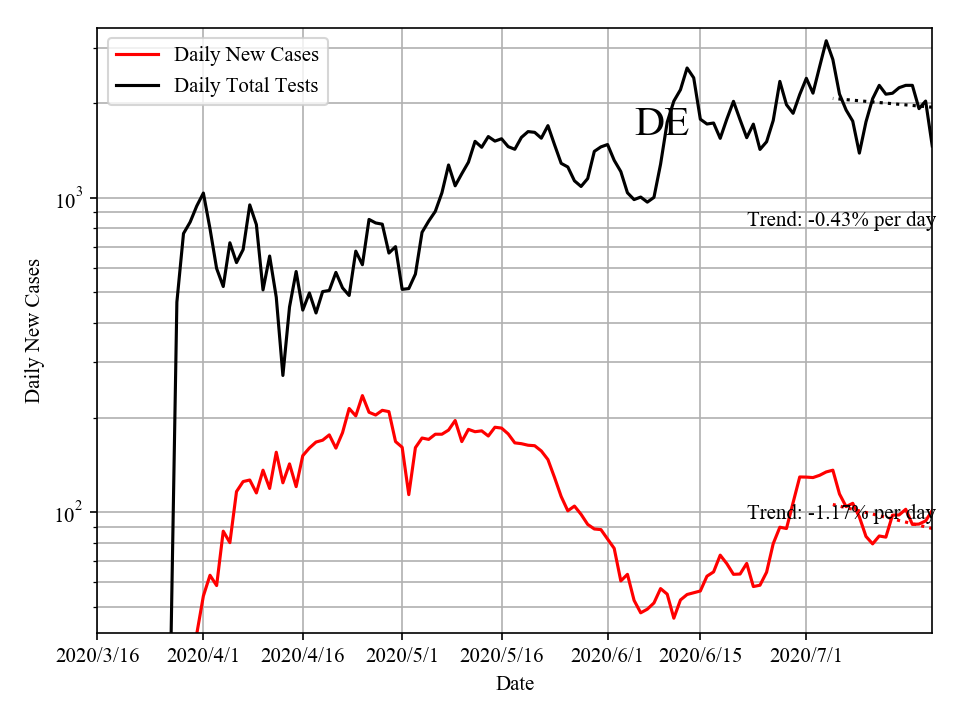 Daily New Cases
Daily Total Tests
DE
10³
Trend: -0.43% per day
Daily New Cases
10²
Trend: -1.17% per day
2020/3/16 2020/4/1 2020/4/16 2020/5/1 2020/5/16 2020/6/1 2020/6/15 2020/7/1
Date